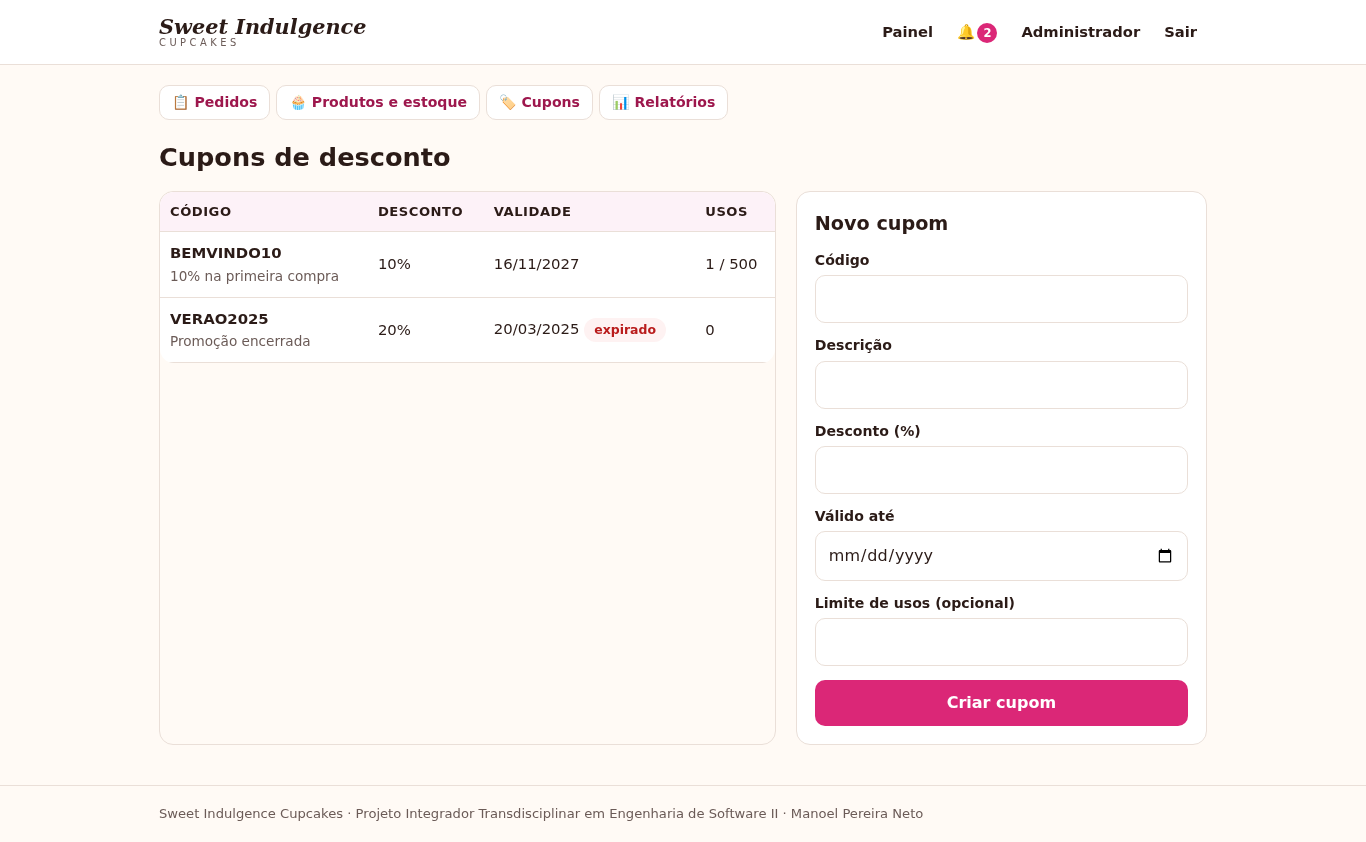 Sweet Indulgence
CUPCAKES
Painel 🔔 2 Administrador Sair
📋 Pedidos 🧁 Produtos e estoque 🏷️ Cupons 📊 Relatórios
Cupons de desconto
CÓDIGO DESCONTO VALIDADE USOS
BEMVINDO10
10% na primeira compra
10% 16/11/2027 1 / 500
VERAO2025
Promoção encerrada
20% 20/03/2025 expirado 0
Novo cupom
Código
Descrição
Desconto (%)
Válido até
mm/dd/yyyy
Limite de usos (opcional)
Criar cupom
Sweet Indulgence Cupcakes · Projeto Integrador Transdisciplinar em Engenharia de Software II · Manoel Pereira Neto